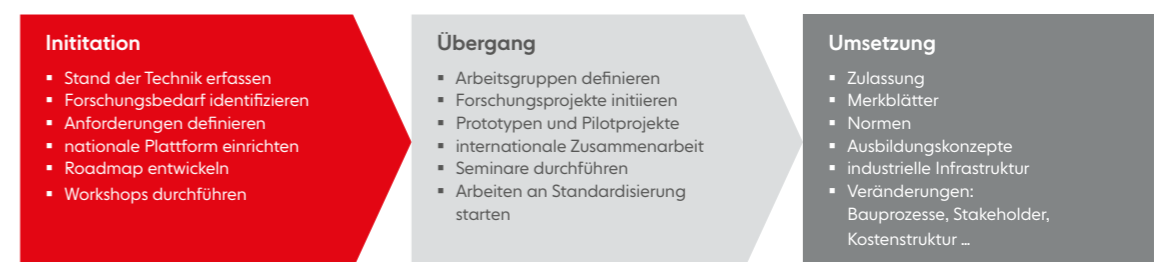 Inititation
▪ Stand der Technik erfassen
▪ Forschungsbedarf identifizieren
▪ Anforderungen definieren
▪ nationale Plattform einrichten
▪ Roadmap entwickeln
▪ Workshops durchführen
Übergang
▪ Arbeitsgruppen definieren
▪ Forschungsprojekte initiieren
▪ Prototypen und Pilotprojekte
▪ internationale Zusammenarbeit
▪ Seminare durchführen
▪ Arbeiten an Standardisierung
starten
Umsetzung
▪ Zulassung
▪ Merkblätter
▪ Normen
▪ Ausbildungskonzepte
▪ industrielle Infrastruktur
▪ Veränderungen:
Bauprozesse, Stakeholder,
Kostenstruktur ...